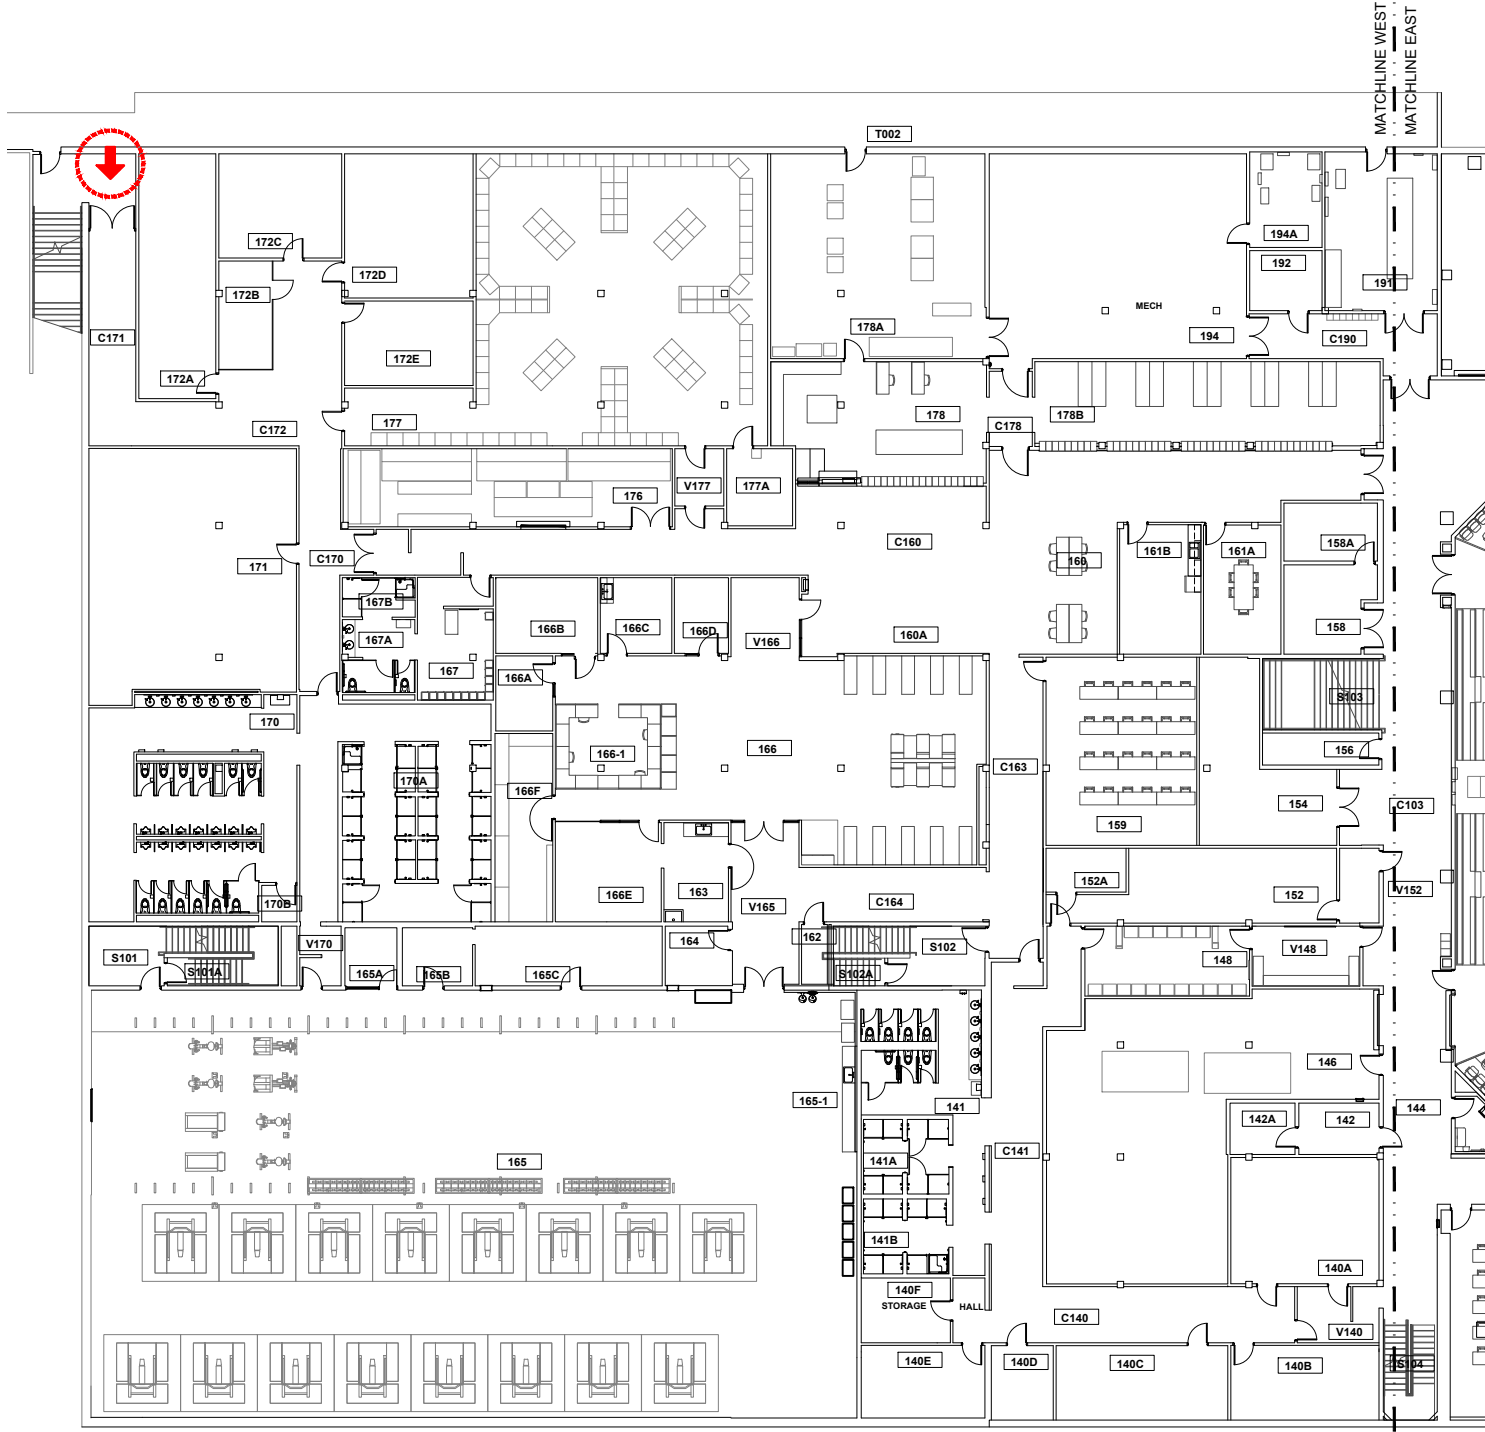 MATCHLINE WEST
MATCHLINE EAST
T002
172C
194A
172D
192
172B
191
MECH
178A
194
C190
C171
172E
172A
177
178
178B
C172
C178
V177
177A
176
C160
161B
161A
158A
160
C170
171
167B
166B
166C
166D
160A
158
167A
V166
167
166A
S103
170
166-1
166
156
C163
170A
166F
154
C103
159
152A
152
V152
170B
166E
163
V165
C164
162
164
V170
S102
V148
S101
S101A
165A
165B
165C
S102A
148
146
165-1
141
144
142A
142
C141
165
141A
141B
140A
140F
STORAGE
HALL
C140
V140
140E
140D
140C
140B
S104